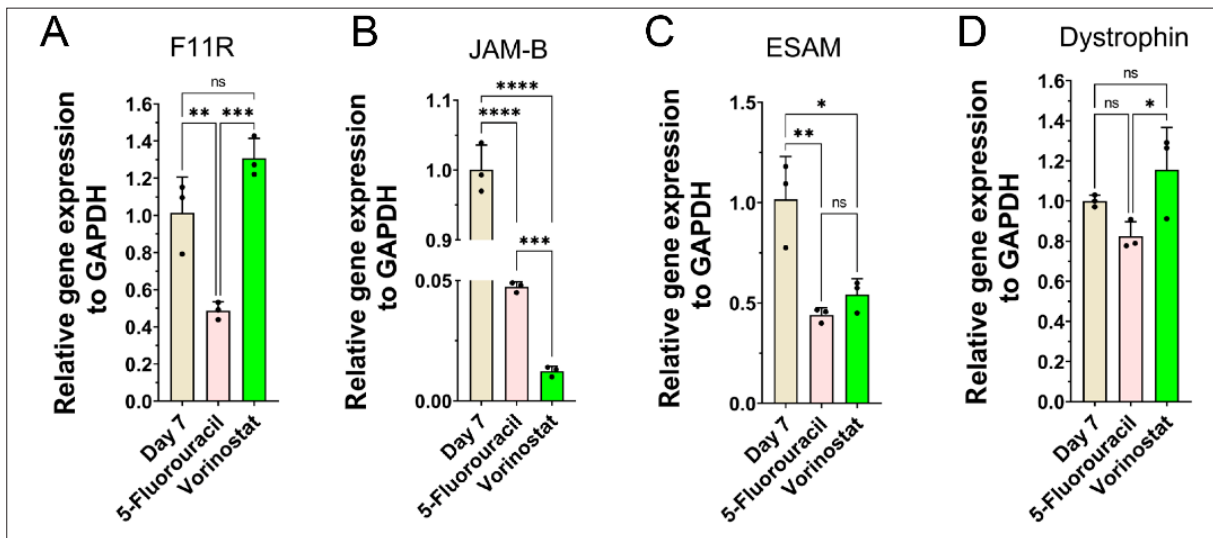 A
F11R
Relative gene expression
to GAPDH
ns
**
***
1.6
1.4
1.2
1.0
0.8
0.6
0.4
0.2
0.0
Day 7
5-Fluorouracil
Vorinostat
B
JAM-B
Relative gene expression
to GAPDH
****
****
***
1.1
1.0
0.9
0.05
0.00
Day 7
5-Fluorouracil
Vorinostat
C
ESAM
Relative gene expression
to GAPDH
*
**
ns
1.5
1.0
0.5
0.0
Day 7
5-Fluorouracil
Vorinostat
D
Dystrophin
Relative gene expression
to GAPDH
ns
ns
*
1.6
1.4
1.2
1.0
0.8
0.6
0.4
0.2
0.0
Day 7
5-Fluorouracil
Vorinostat